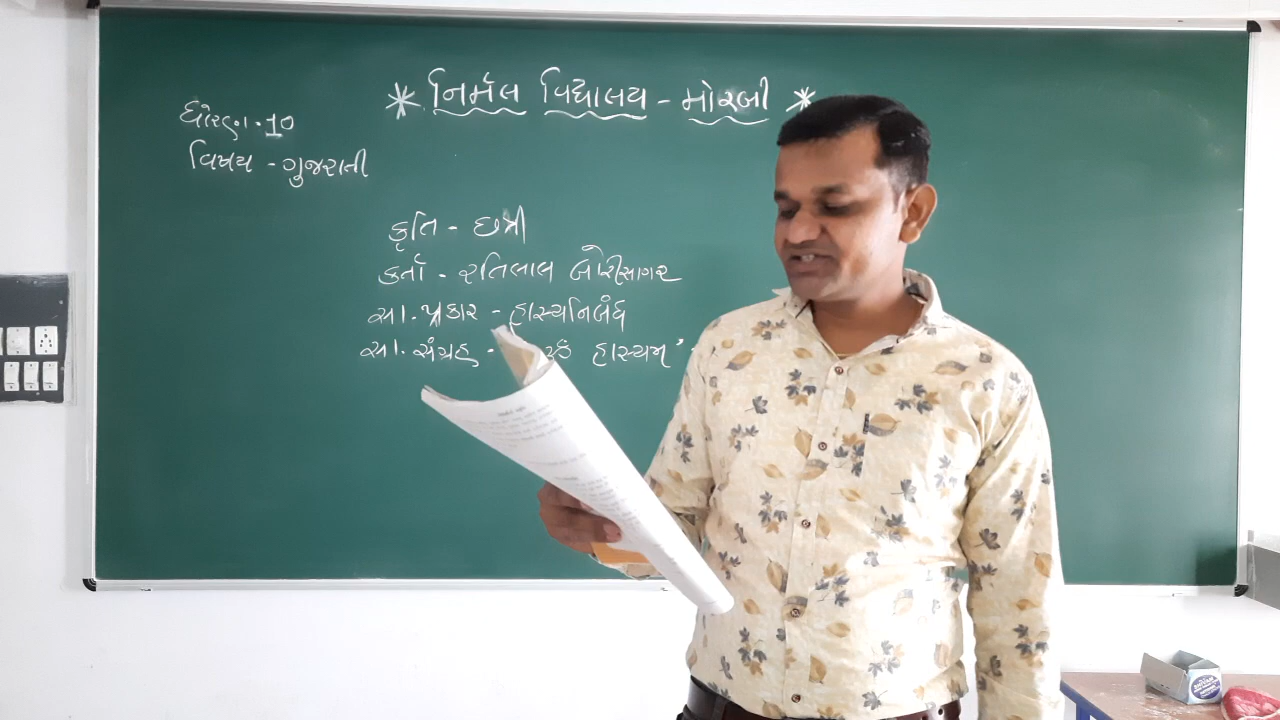 * નિર્મલ વિદ્યાલય - મોરબી *
ધોરણ. 10
વિષય - ગુજરાતી
કૃતિ - છત્રી
કર્તા - રતિલાલ બોરીસાગર
સા. પ્રકાર - હાસ્યનિબંધ
સા. સંગ્રહ - હાસ્યમ્'